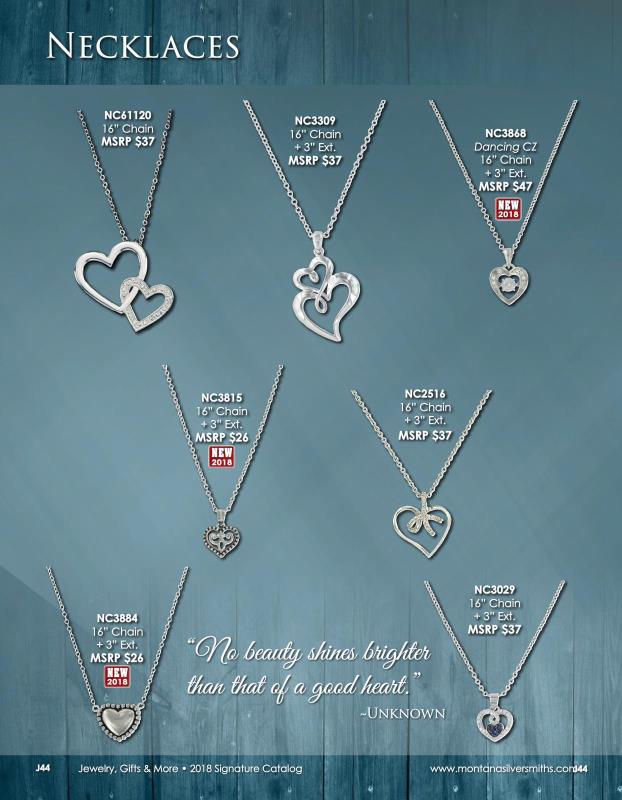 NECKLACES
NC61120
16” Chain
MSRP $37
NC3309
16” Chain
+ 3” Ext.
MSRP $37
NC3868
Dancing CZ
16” Chain
+ 3” Ext.
MSRP $47
NEW
2018
NC3815
16” Chain
+ 3” Ext.
MSRP $26
NEW
2018
NC2516
16” Chain
+ 3” Ext.
MSRP $37
NC3884
16” Chain
+ 3” Ext.
MSRP $26
NEW
2018
“No beauty shines brighter
than that of a good heart.”
~UNKNOWN
NC3029
16” Chain
+ 3” Ext.
MSRP $37
J44 Jewelry, Gifts & More • 2018 Signature Catalog www.montanasilversmiths.com J44